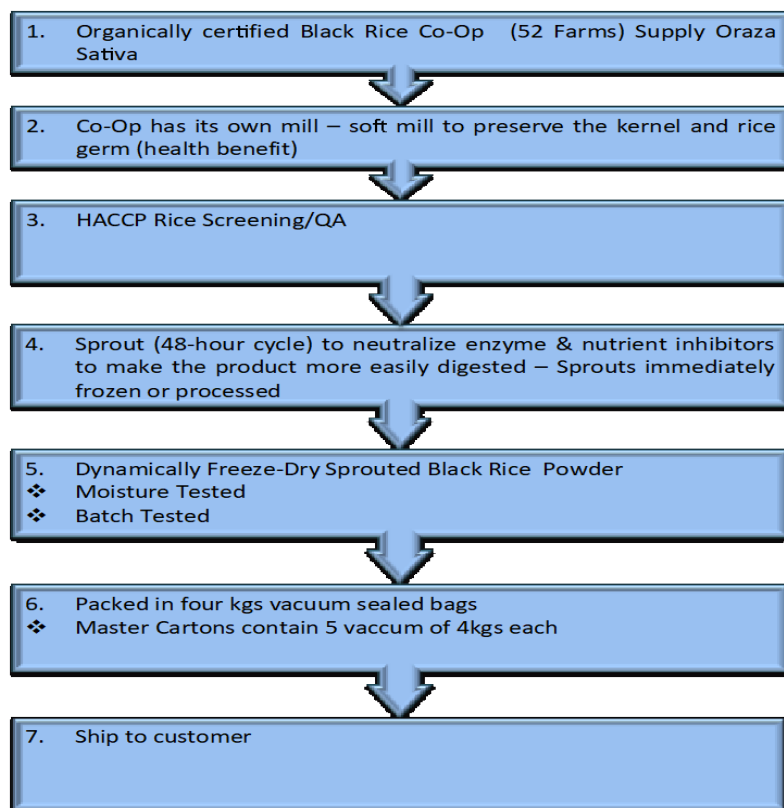 1. Organically certified Black Rice Co-Op (52 Farms) Supply Oraza
Sativa
2. Co-Op has its own mill – soft mill to preserve the kernel and rice
germ (health benefit)
3. HACCP Rice Screening/QA
4. Sprout (48-hour cycle) to neutralize enzyme & nutrient inhibitors
to make the product more easily digested – Sprouts immediately
frozen or processed
5. Dynamically Freeze-Dry Sprouted Black Rice Powder
❖ Moisture Tested
❖ Batch Tested
6. Packed in four kgs vacuum sealed bags
❖ Master Cartons contain 5 vaccum of 4kgs each
7. Ship to customer